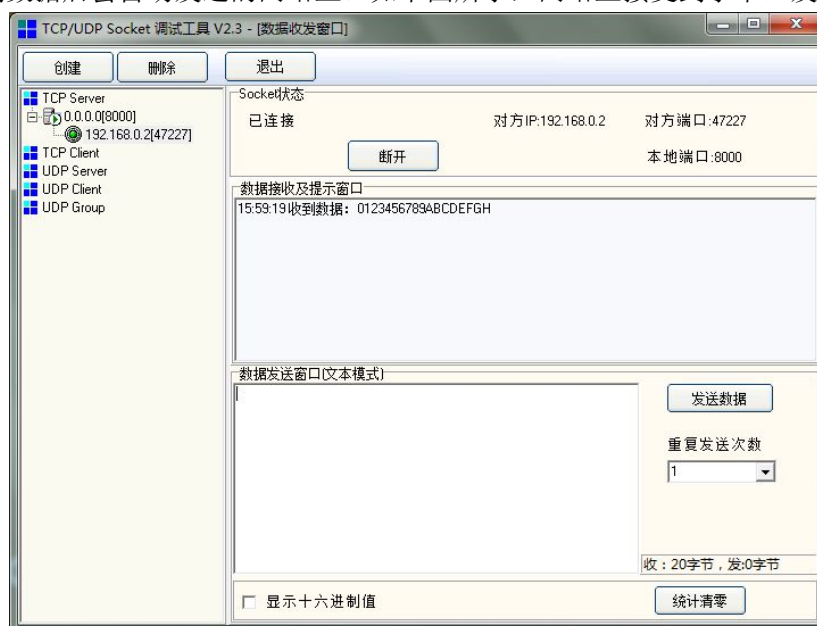 TCP/UDP Socket 调试工具 V2.3 - [数据收发窗口]
创建 删除 退出
TCP Server
0.0.0.0[8000]
192.168.0.2[47227]
TCP Client
UDP Server
UDP Client
UDP Group
Socket状态
已连接 对方IP:192.168.0.2 对方端口:47227
断开 本地端口:8000
数据接收及提示窗口
15:59:19收到数据：0123456789ABCDEFGH
数据发送窗口(文本模式)
发送数据
重复发送次数
1
收：20字节，发:0字节
显示十六进制值 统计清零